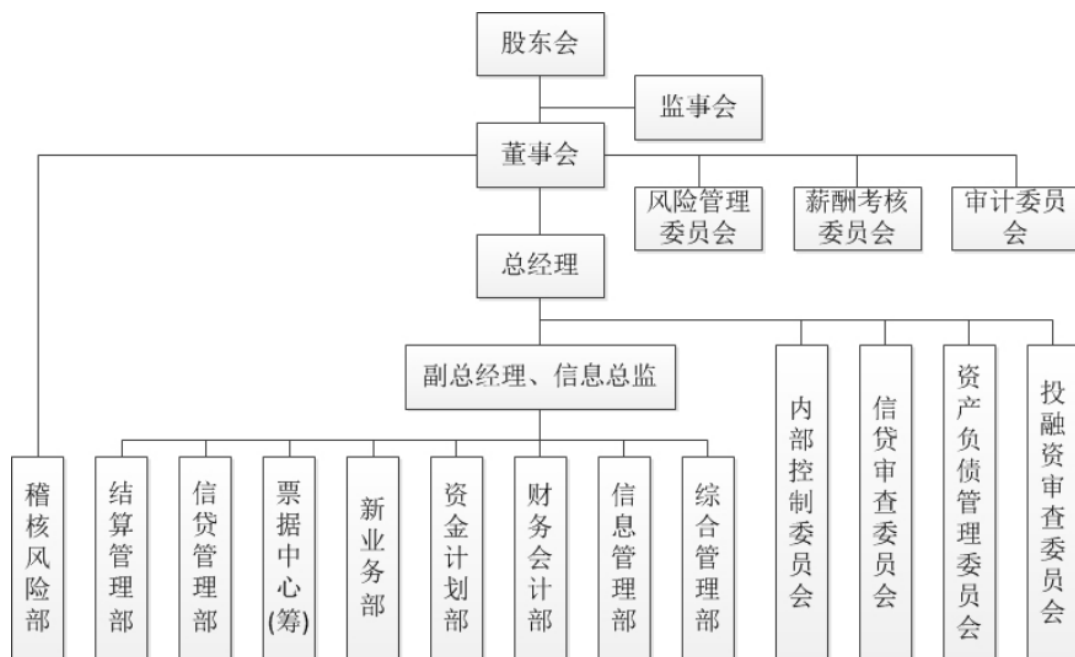 股东会
监事会
董事会
风险管理
委员会
薪酬考核
委员会
审计委员
会
总经理
副总经理、信息总监
稽核风险部
结算管理部
信贷管理部
票据中心(筹)
新业务部
资金计划部
财务会计部
信息管理部
综合管理部
内部控制委员会
信贷审查委员会
资产负债管理委员会
投融资审查委员会